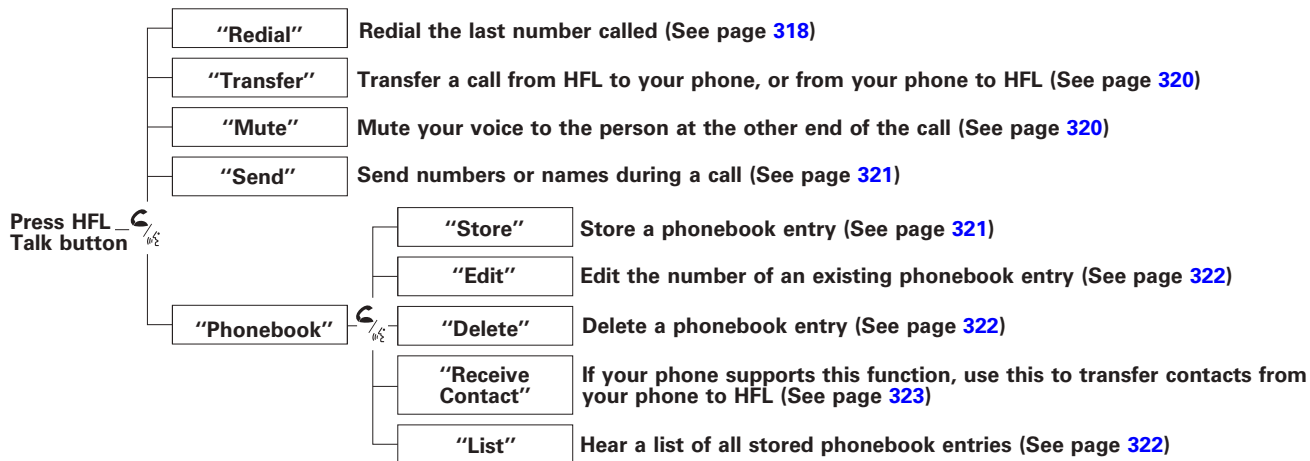 "Redial" Redial the last number called (See page 318)
"Transfer" Transfer a call from HFL to your phone, or from your phone to HFL (See page 320)
"Mute" Mute your voice to the person at the other end of the call (See page 320)
"Send" Send numbers or names during a call (See page 321)
Press HFL
Talk button
"Phonebook"
"Store" Store a phonebook entry (See page 321)
"Edit" Edit the number of an existing phonebook entry (See page 322)
"Delete" Delete a phonebook entry (See page 322)
"Receive
Contact"
If your phone supports this function, use this to transfer contacts from
your phone to HFL (See page 323)
"List" Hear a list of all stored phonebook entries (See page 322)